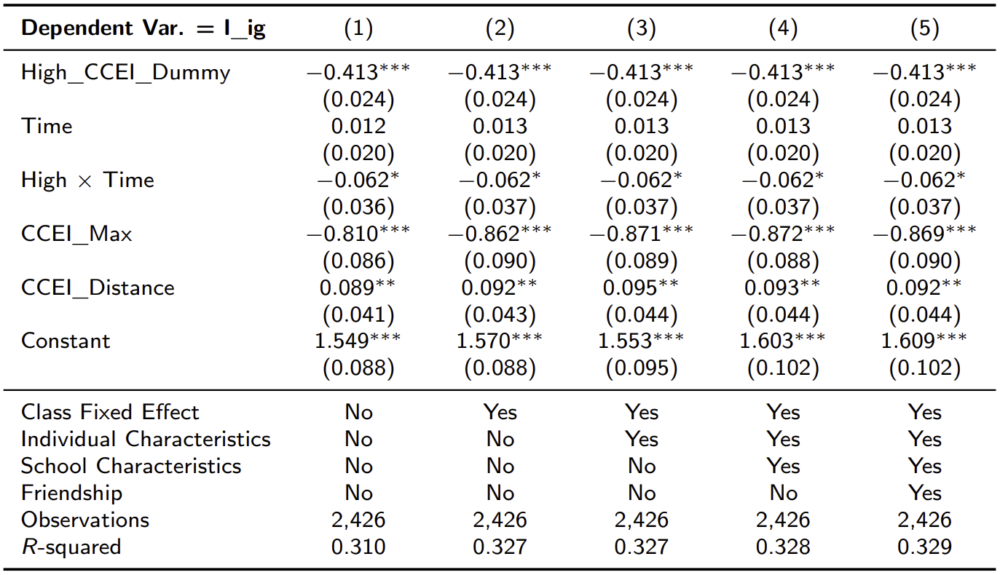 Dependent Var. = I_ig (1) (2) (3) (4) (5)
High_CCEI_Dummy −0.413*** −0.413*** −0.413*** −0.413*** −0.413***
(0.024) (0.024) (0.024) (0.024) (0.024)
Time 0.012 0.013 0.013 0.013 0.013
(0.020) (0.020) (0.020) (0.020) (0.020)
High × Time −0.062* −0.062* −0.062* −0.062* −0.062*
(0.036) (0.037) (0.037) (0.037) (0.037)
CCEI_Max −0.810*** −0.862*** −0.871*** −0.872*** −0.869***
(0.086) (0.090) (0.089) (0.088) (0.090)
CCEI_Distance 0.089** 0.092** 0.095** 0.093** 0.092**
(0.041) (0.043) (0.044) (0.044) (0.044)
Constant 1.549*** 1.570*** 1.553*** 1.603*** 1.609***
(0.088) (0.088) (0.095) (0.102) (0.102)
Class Fixed Effect No Yes Yes Yes Yes
Individual Characteristics No No Yes Yes Yes
School Characteristics No No No Yes Yes
Friendship No No No No Yes
Observations 2,426 2,426 2,426 2,426 2,426
R-squared 0.310 0.327 0.327 0.328 0.329